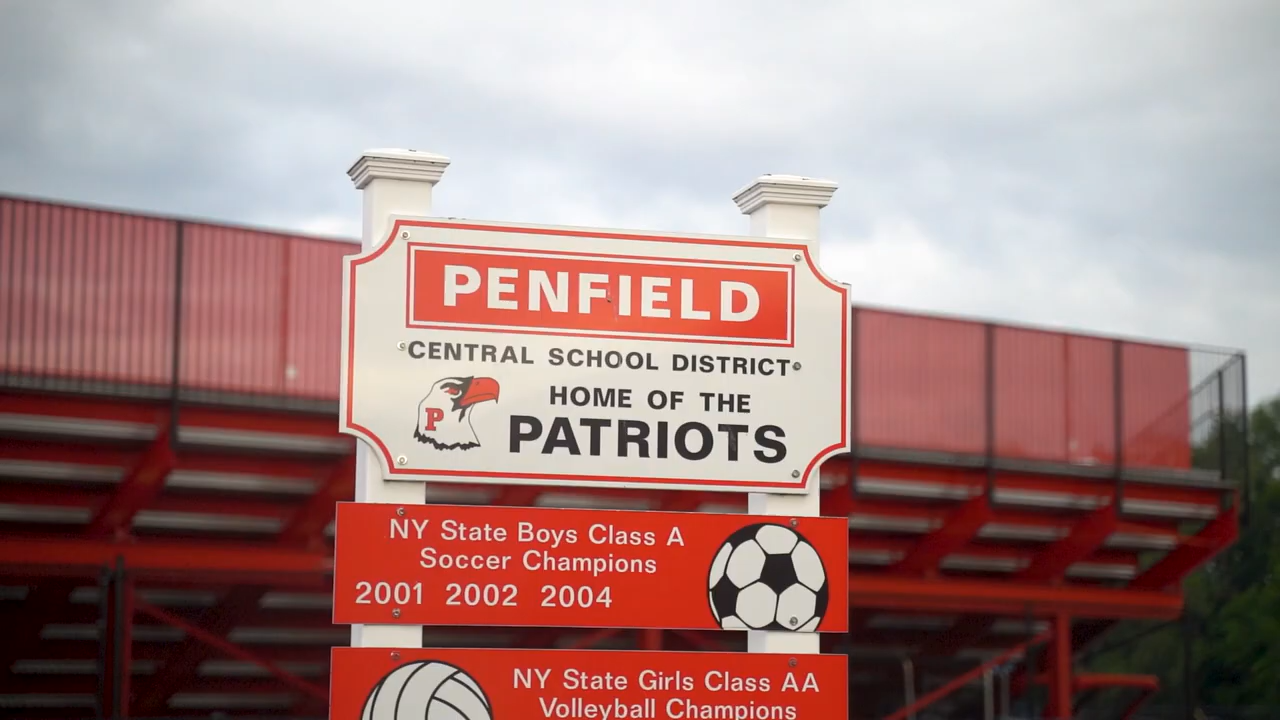 PENFIELD
CENTRAL SCHOOL DISTRICT
P
HOME OF THE
PATRIOTS
NY State Boys Class A
Soccer Champions
2001 2002 2004
NY State Girls Class AA
Volleyball Champions